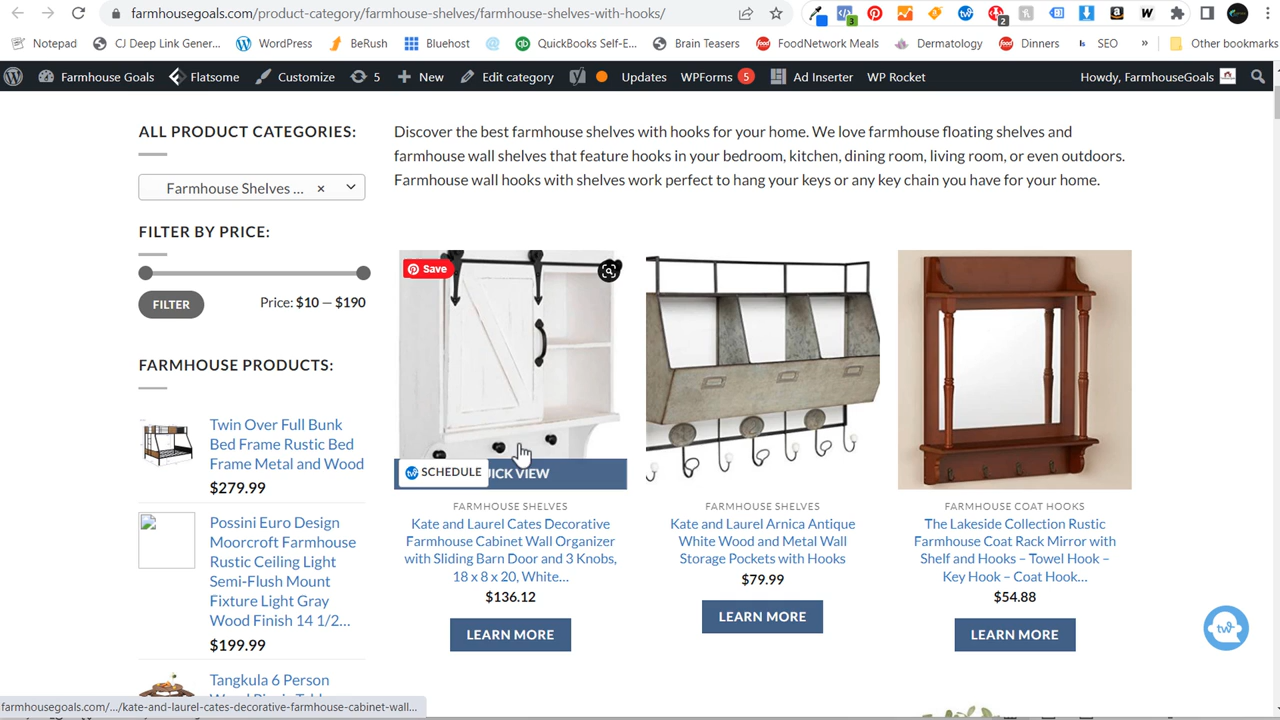 farmhousegoals.com/product-category/farmhouse-shelves/farmhouse-shelves-with-hooks/
3
2
Notepad
CJ Deep Link Gener...
WordPress
BeRush
Bluehost
QuickBooks Self-E...
Brain Teasers
FoodNetwork Meals
Dermatology
Dinners
SEO
»
Other bookmarks
Farmhouse Goals
Flatsome
Customize
5
New
Edit category
Updates
WPForms 5
Ad Inserter
WP Rocket
Howdy, FarmhouseGoals
ALL PRODUCT CATEGORIES:
Farmhouse Shelves ... ×
FILTER BY PRICE:
FILTER
Price: $10 — $190
FARMHOUSE PRODUCTS:
Twin Over Full Bunk
Bed Frame Rustic Bed
Frame Metal and Wood
$279.99
Possini Euro Design
Moorcroft Farmhouse
Rustic Ceiling Light
Semi-Flush Mount
Fixture Light Gray
Wood Finish 14 1/2...
$199.99
Tangkula 6 Person
Discover the best farmhouse shelves with hooks for your home. We love farmhouse floating shelves and
farmhouse wall shelves that feature hooks in your bedroom, kitchen, dining room, living room, or even outdoors.
Farmhouse wall hooks with shelves work perfect to hang your keys or any key chain you have for your home.
Save
SCHEDULE
UICK VIEW
FARMHOUSE SHELVES
Kate and Laurel Cates Decorative
Farmhouse Cabinet Wall Organizer
with Sliding Barn Door and 3 Knobs,
18 x 8 x 20, White...
$136.12
LEARN MORE
FARMHOUSE SHELVES
Kate and Laurel Arnica Antique
White Wood and Metal Wall
Storage Pockets with Hooks
$79.99
LEARN MORE
FARMHOUSE COAT HOOKS
The Lakeside Collection Rustic
Farmhouse Coat Rack Mirror with
Shelf and Hooks – Towel Hook –
Key Hook – Coat Hook...
$54.88
LEARN MORE
farmhousegoals.com/.../kate-and-laurel-cates-decorative-farmhouse-cabinet-wall...